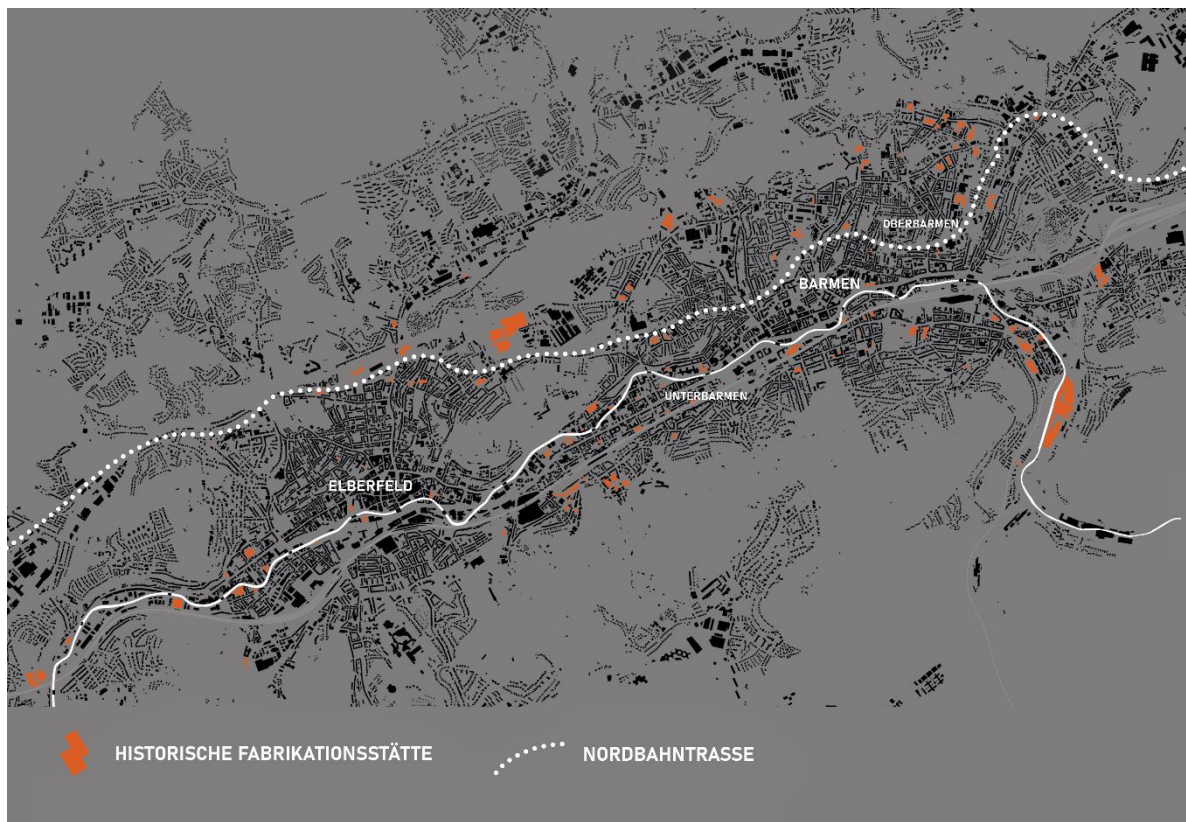 OBERBARMEN
BARMEN
UNTERBARMEN
ELBERFELD
HISTORISCHE FABRIKATIONSSTÄTTE
NORDBAHNTRASSE